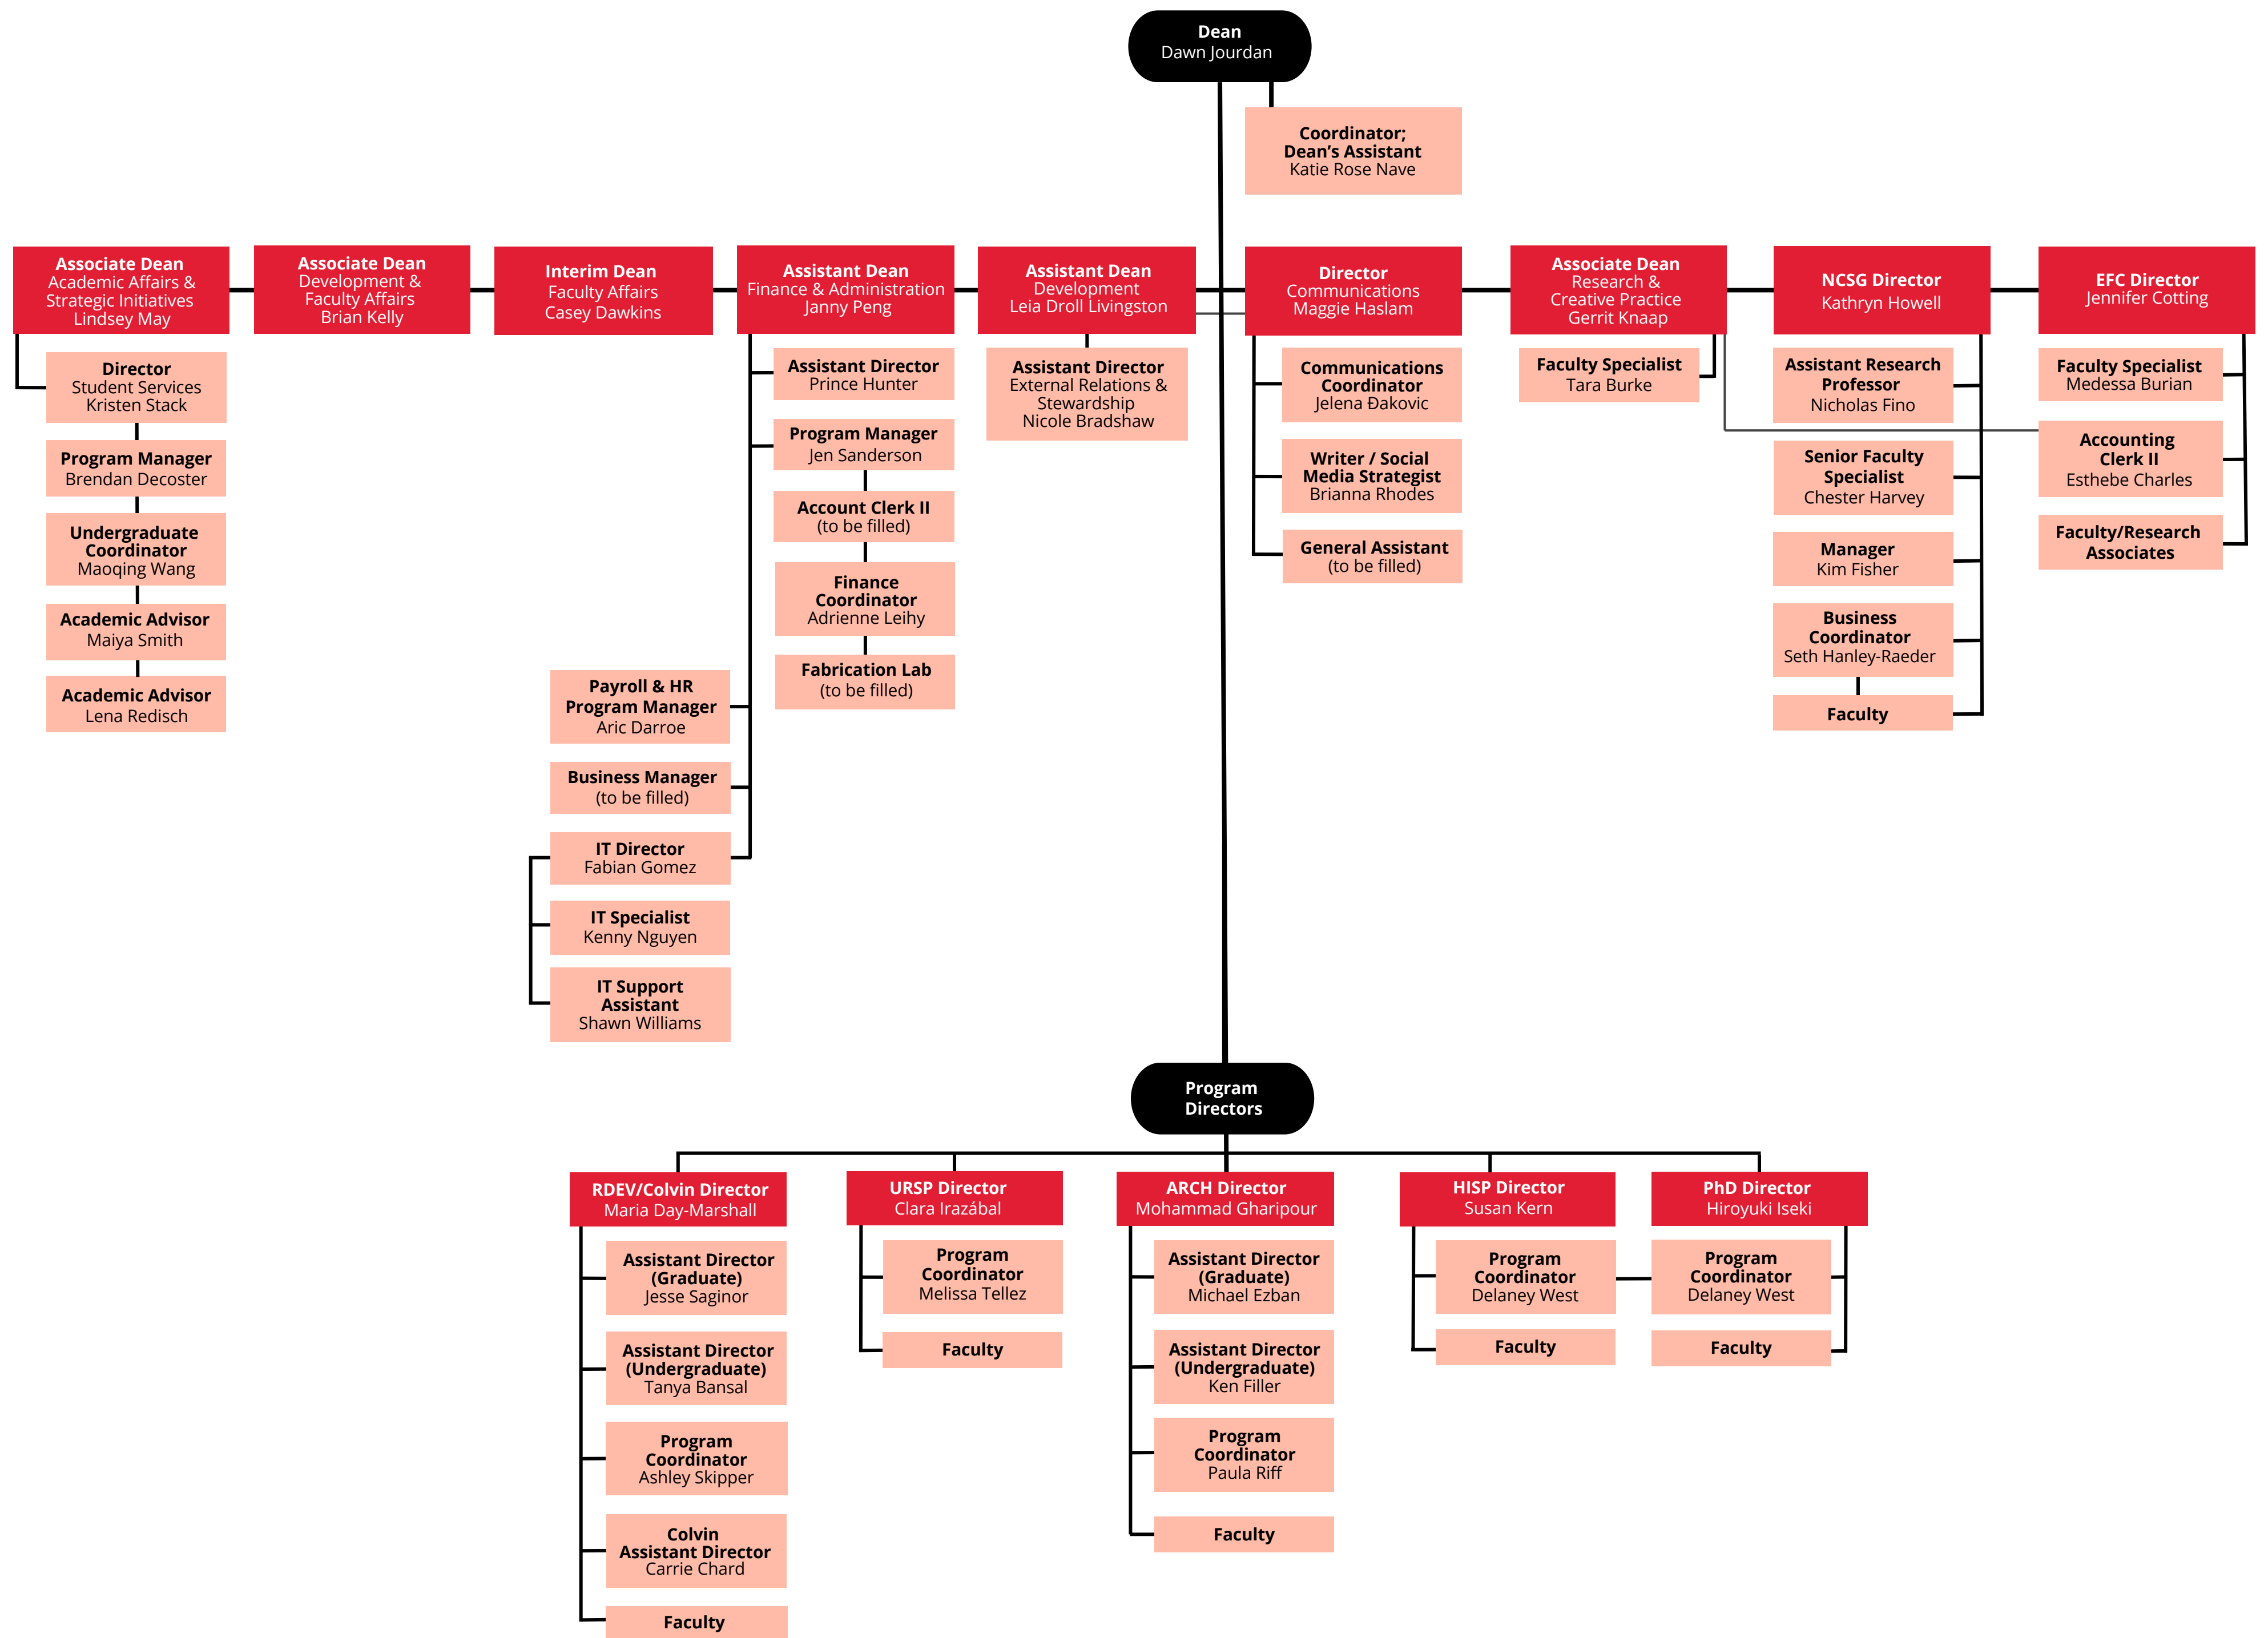 Dean
Dawn Jourdan
Coordinator;
Dean’s Assistant
Katie Rose Nave
Associate Dean
Academic Affairs &
Strategic Initiatives
Lindsey May
Associate Dean
Development &
Faculty Affairs
Brian Kelly
Interim Dean
Faculty Affairs
Casey Dawkins
Assistant Dean
Finance & Administration
Janny Peng
Assistant Dean
Development
Leia Droll Livingston
Director
Communications
Maggie Haslam
Associate Dean
Research &
Creative Practice
Gerrit Knaap
NCSG Director
Kathryn Howell
EFC Director
Jennifer Cotting
Director
Student Services
Kristen Stack
Program Manager
Brendan Decoster
Undergraduate
Coordinator
Maoqing Wang
Academic Advisor
Maiya Smith
Academic Advisor
Lena Redisch
Assistant Director
Prince Hunter
Program Manager
Jen Sanderson
Account Clerk II
(to be filled)
Finance
Coordinator
Adrienne Leihy
Fabrication Lab
(to be filled)
Payroll & HR
Program Manager
Aric Darroe
Business Manager
(to be filled)
IT Director
Fabian Gomez
IT Specialist
Kenny Nguyen
IT Support
Assistant
Shawn Williams
Assistant Director
External Relations &
Stewardship
Nicole Bradshaw
Communications
Coordinator
Jelena Đakovic
Writer / Social
Media Strategist
Brianna Rhodes
General Assistant
(to be filled)
Faculty Specialist
Tara Burke
Assistant Research
Professor
Nicholas Fino
Senior Faculty
Specialist
Chester Harvey
Manager
Kim Fisher
Business
Coordinator
Seth Hanley-Raeder
Faculty
Faculty Specialist
Medessa Burian
Accounting
Clerk II
Esthebe Charles
Faculty/Research
Associates
Program
Directors
RDEV/Colvin Director
Maria Day-Marshall
Assistant Director
(Graduate)
Jesse Saginor
Assistant Director
(Undergraduate)
Tanya Bansal
Program
Coordinator
Ashley Skipper
Colvin
Assistant Director
Carrie Chard
Faculty
URSP Director
Clara Irazábal
Program
Coordinator
Melissa Tellez
Faculty
ARCH Director
Mohammad Gharipour
Assistant Director
(Graduate)
Michael Ezban
Assistant Director
(Undergraduate)
Ken Filler
Program
Coordinator
Paula Riff
Faculty
HISP Director
Susan Kern
Program
Coordinator
Delaney West
Faculty
PhD Director
Hiroyuki Iseki
Program
Coordinator
Delaney West
Faculty